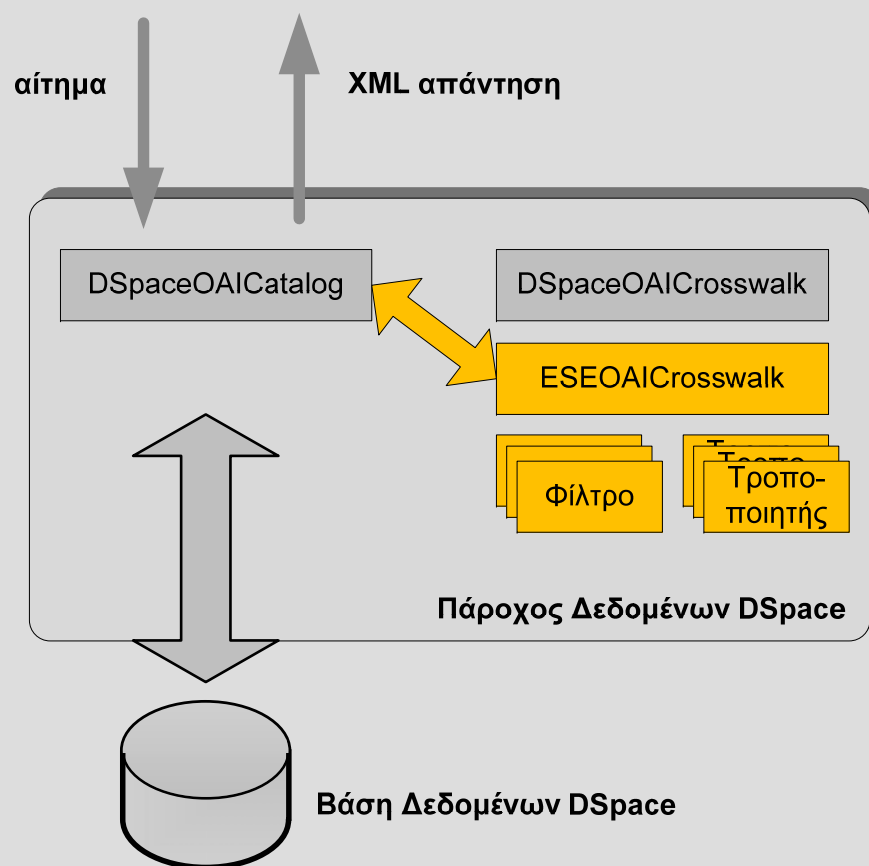 αίτημα
XML απάντηση
DSpaceOAICatalog
DSpaceOAICrosswalk
ESEOAICrosswalk
Φίλτρο
Τροπο-
ποιητής
Πάροχος Δεδομένων DSpace
Βάση Δεδομένων DSpace